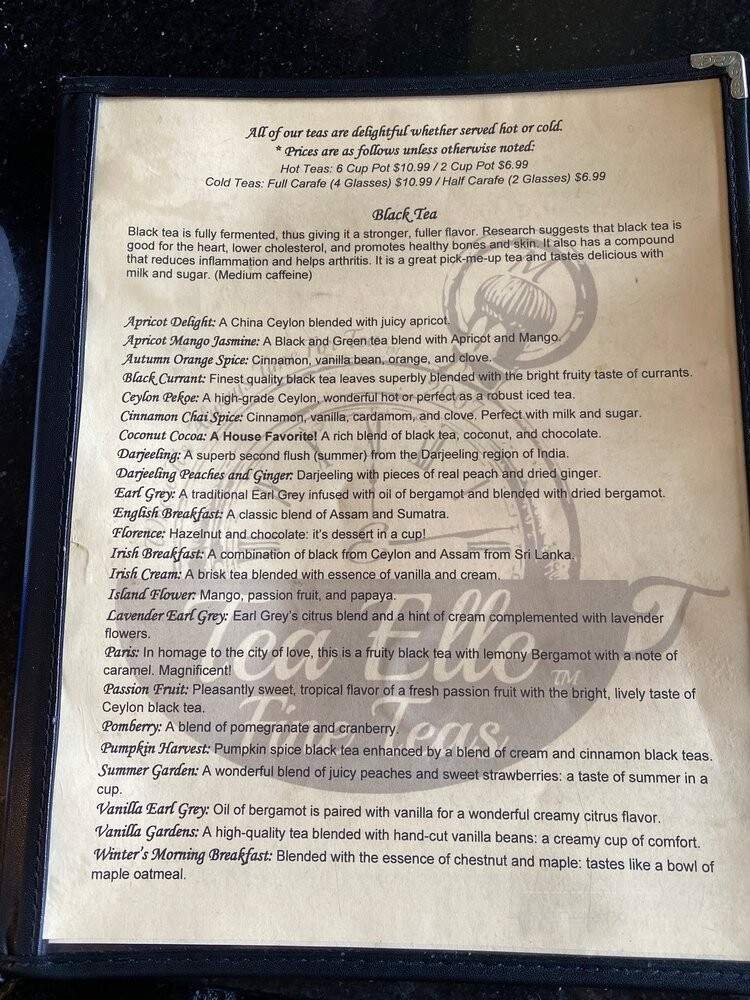 All of our teas are delightful whether served hot or cold.
* Prices are as follows unless otherwise noted:
Hot Teas: 6 Cup Pot $10.99 / 2 Cup Pot $6.99
Cold Teas: Full Carafe (4 Glasses) $10.99 / Half Carafe (2 Glasses) $6.99
Black Tea
Black tea is fully fermented, thus giving it a stronger, fuller flavor. Research suggests that black tea is
good for the heart, lower cholesterol, and promotes healthy bones and skin. It also has a compound
that reduces inflammation and helps arthritis. It is a great pick-me-up tea and tastes delicious with
milk and sugar. (Medium caffeine)
Apricot Delight: A China Ceylon blended with juicy apricot.
Apricot Mango Jasmine: A Black and Green tea blend with Apricot and Mango.
Autumn Orange Spice: Cinnamon, vanilla bean, orange, and clove.
Black Currant: Finest quality black tea leaves superbly blended with the bright fruity taste of currants.
Ceylon Pekoe: A high-grade Ceylon, wonderful hot or perfect as a robust iced tea.
Cinnamon Chai Spice: Cinnamon, vanilla, cardamom, and clove. Perfect with milk and sugar.
Coconut Cocoa: A House Favorite! A rich blend of black tea, coconut, and chocolate.
Darjeeling: A superb second flush (summer) from the Darjeeling region of India.
Darjeeling Peaches and Ginger: Darjeeling with pieces of real peach and dried ginger.
Earl Grey: A traditional Earl Grey infused with oil of bergamot and blended with dried bergamot.
English Breakfast: A classic blend of Assam and Sumatra.
Florence: Hazelnut and chocolate: it's dessert in a cup!
Irish Breakfast: A combination of black from Ceylon and Assam from Sri Lanka.
Irish Cream: A brisk tea blended with essence of vanilla and cream.
Island Flower: Mango, passion fruit, and papaya.
Lavender Earl Grey: Earl Grey's citrus blend and a hint of cream complemented with lavender
flowers.
Paris: In homage to the city of love, this is a fruity black tea with lemony Bergamot with a note of
caramel. Magnificent!
Passion Fruit: Pleasantly sweet, tropical flavor of a fresh passion fruit with the bright, lively taste of
Ceylon black tea.
Pomberry: A blend of pomegranate and cranberry.
Pumpkin Harvest: Pumpkin spice black tea enhanced by a blend of cream and cinnamon black teas.
Summer Garden: A wonderful blend of juicy peaches and sweet strawberries: a taste of summer in a
cup.
Vanilla Earl Grey: Oil of bergamot is paired with vanilla for a wonderful creamy citrus flavor.
Vanilla Gardens: A high-quality tea blended with hand-cut vanilla beans: a creamy cup of comfort.
Winter's Morning Breakfast: Blended with the essence of chestnut and maple: tastes like a bowl of
maple oatmeal.
Tea Elle T
TM
Fine Teas
M